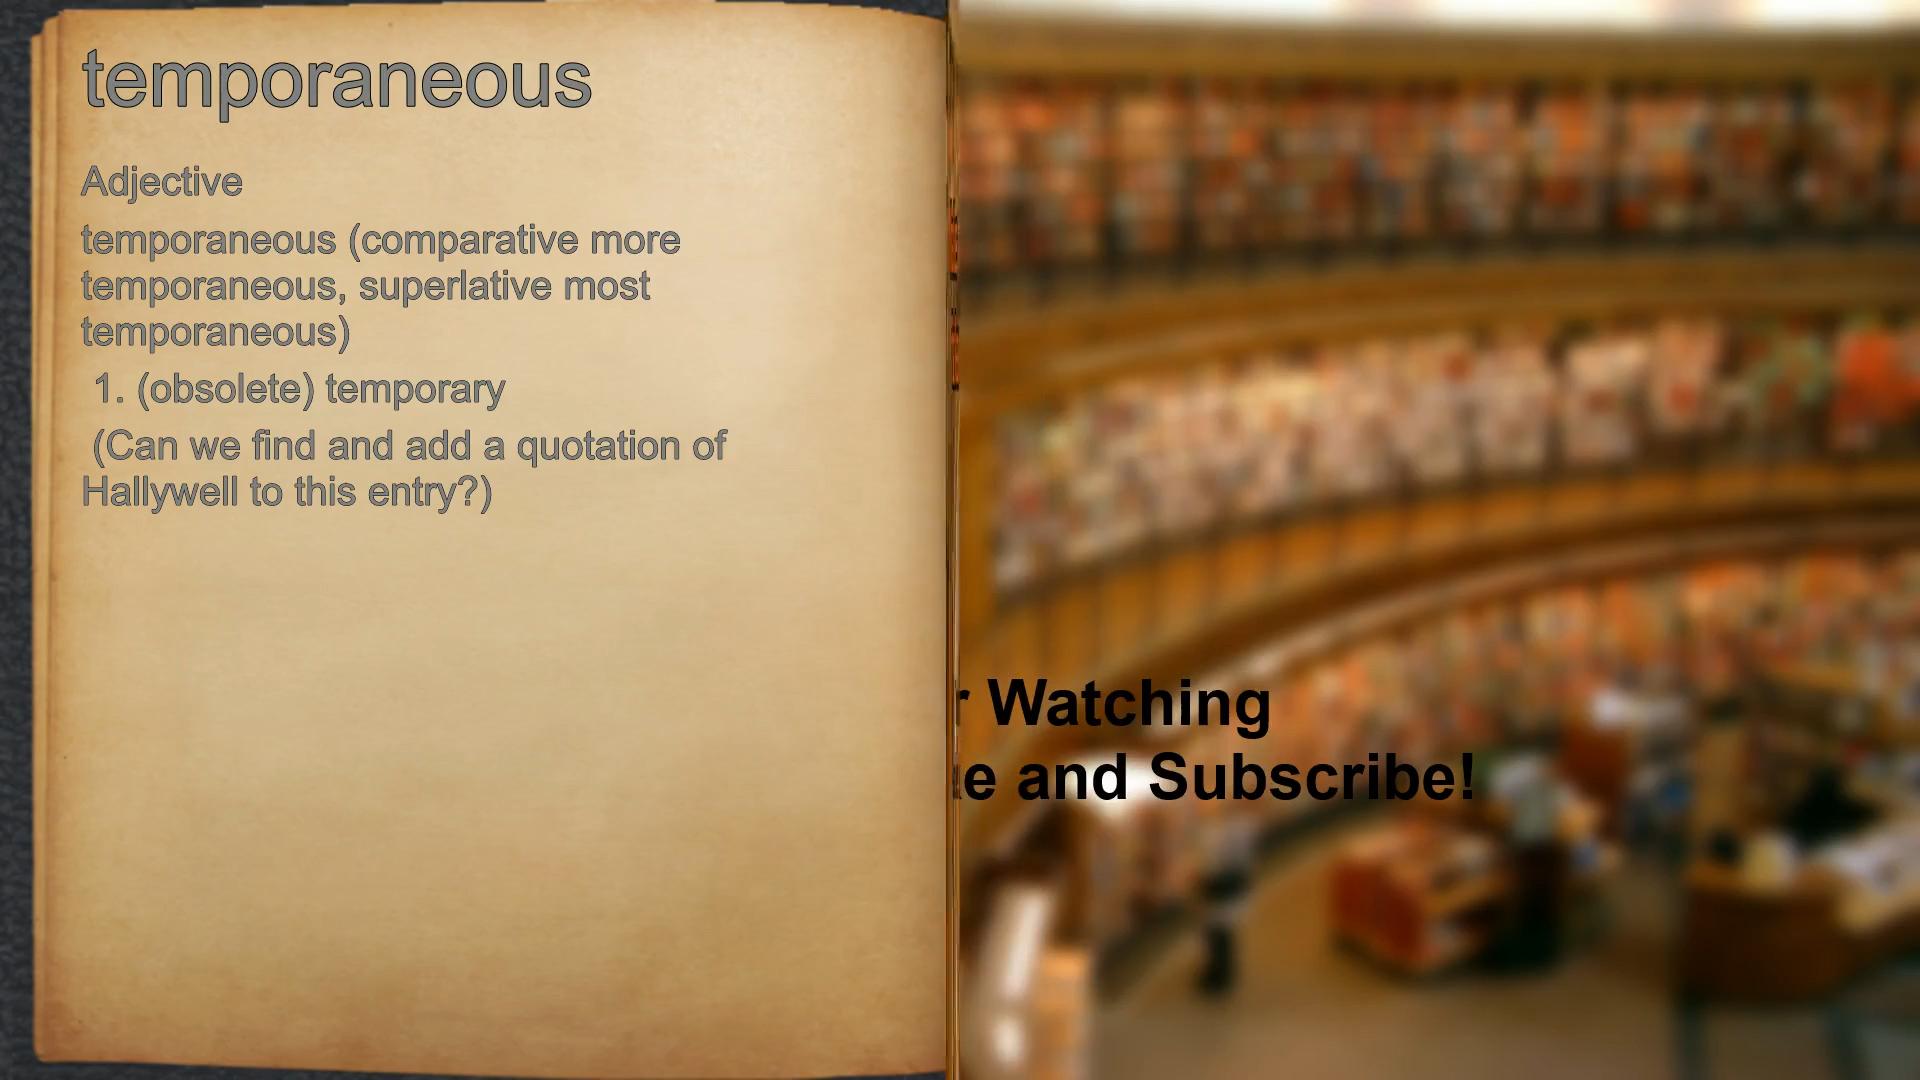 temporaneous
Adjective
temporaneous (comparative more
temporaneous, superlative most
temporaneous)
1. (obsolete) temporary
(Can we find and add a quotation of
Hallywell to this entry?)
Watching
and Subscribe!